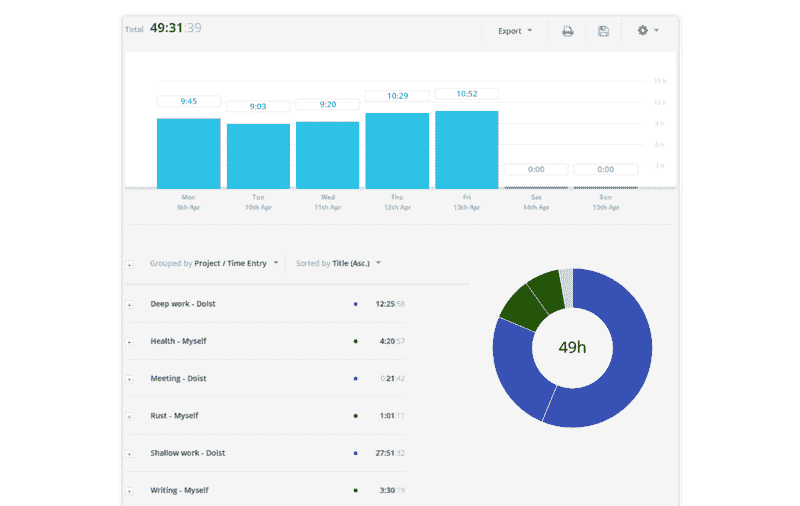 Total 49:31:39
Export
15 h
12 h
9 h
6 h
3 h
9:45
9:03
9:20
10:29
10:52
0:00
0:00
Mon
9th Apr
Tue
10th Apr
Wed
11th Apr
Thu
12th Apr
Fri
13th Apr
Sat
14th Apr
Sun
15th Apr
Grouped by Project / Time Entry
Sorted by Title (Asc.)
Deep work - Doist 12:25:58
Health - Myself 4:20:57
Meeting - Doist 0:21:42
Rust - Myself 1:01:11
Shallow work - Doist 27:51:32
Writing - Myself 3:30:19
49h